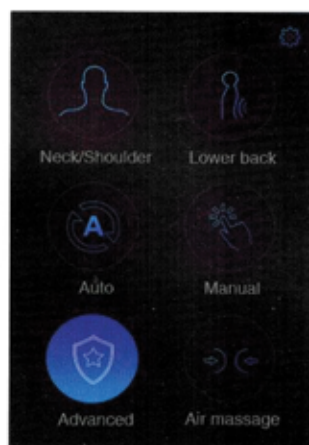 Neck/Shoulder
Lower back
A
Auto
Manual
Advanced
Air massage